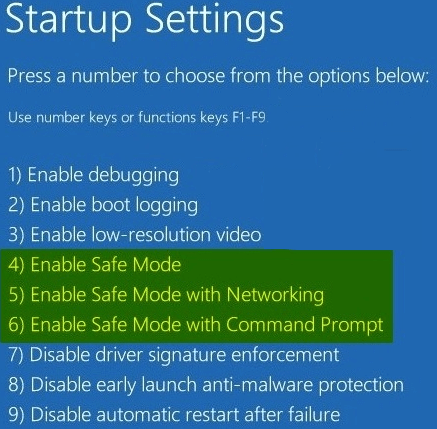 Startup Settings
Press a number to choose from the options below:
Use number keys or functions keys F1-F9
1) Enable debugging
2) Enable boot logging
3) Enable low-resolution video
4) Enable Safe Mode
5) Enable Safe Mode with Networking
6) Enable Safe Mode with Command Prompt
7) Disable driver signature enforcement
8) Disable early launch anti-malware protection
9) Disable automatic restart after failure